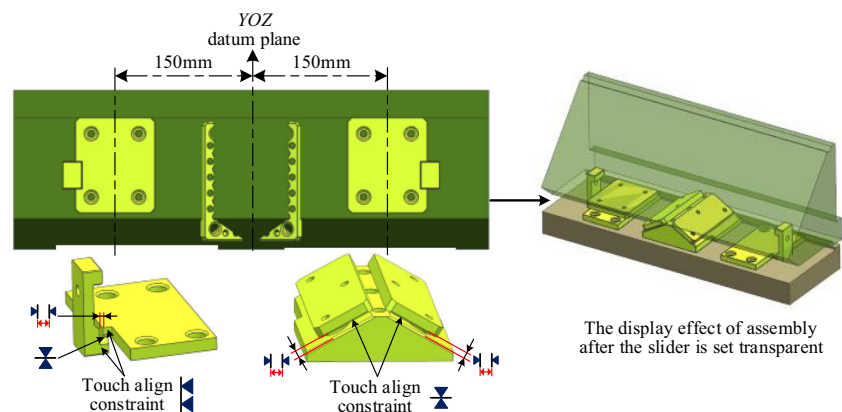 YOZ
datum plane
150mm
150mm
Touch align
constraint
Touch align
constraint
The display effect of assembly
after the slider is set transparent